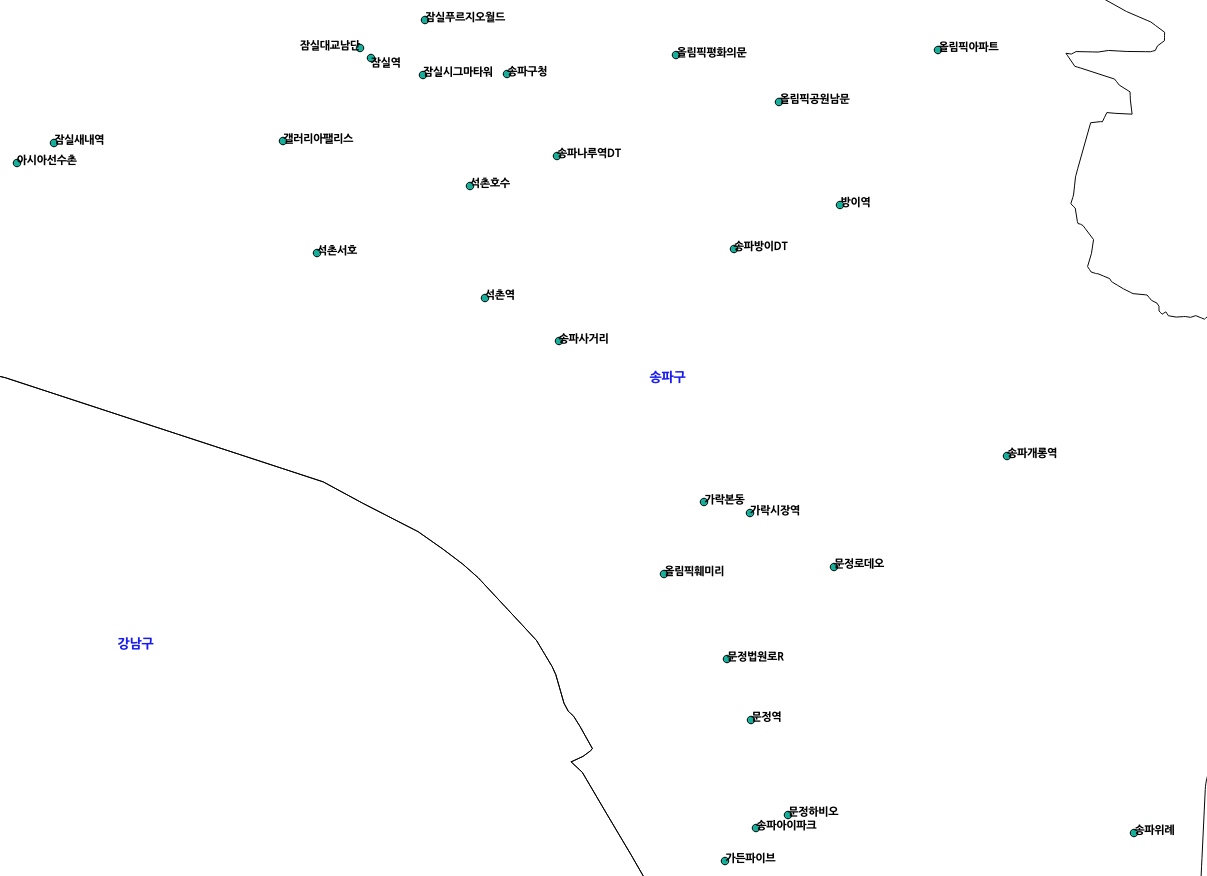 잠실푸르지오월드
잠실대교남단
올림픽아파트
올림픽평화의문
잠실역
잠실시그마타워
송파구청
올림픽공원남문
잠실새내역
갤러리아팰리스
송파나루역DT
아시아선수촌
석촌호수
방이역
송파방이DT
석촌서호
석촌역
송파사거리
송파구
송파개롱역
가락본동
가락시장역
문정로데오
올림픽훼미리
강남구
문정법원로R
문정역
문정하비오
송파아이파크
송파위례
가든파이브